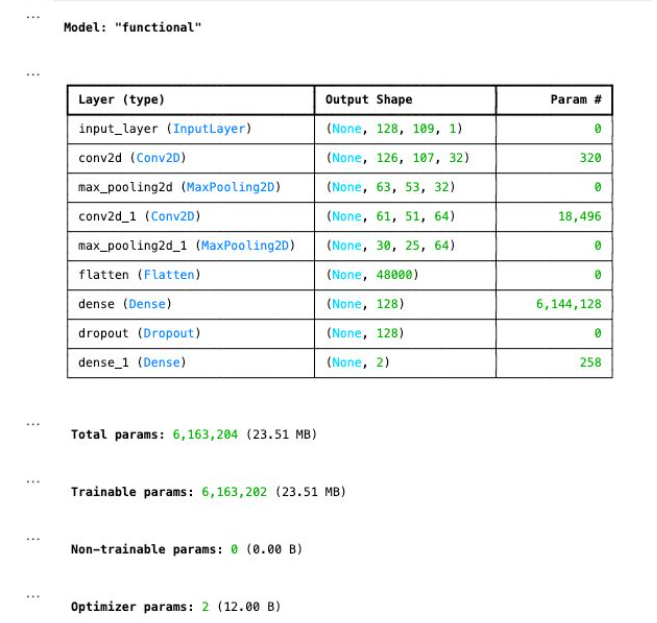 ...
Model: "functional"
...
Layer (type) Output Shape Param #
input_layer (InputLayer) (None, 128, 109, 1) 0
conv2d (Conv2D) (None, 126, 107, 32) 320
max_pooling2d (MaxPooling2D) (None, 63, 53, 32) 0
conv2d_1 (Conv2D) (None, 61, 51, 64) 18,496
max_pooling2d_1 (MaxPooling2D) (None, 30, 25, 64) 0
flatten (Flatten) (None, 48000) 0
dense (Dense) (None, 128) 6,144,128
dropout (Dropout) (None, 128) 0
dense_1 (Dense) (None, 2) 258
...
Total params: 6,163,204 (23.51 MB)
...
Trainable params: 6,163,202 (23.51 MB)
...
Non-trainable params: 0 (0.00 B)
...
Optimizer params: 2 (12.00 B)